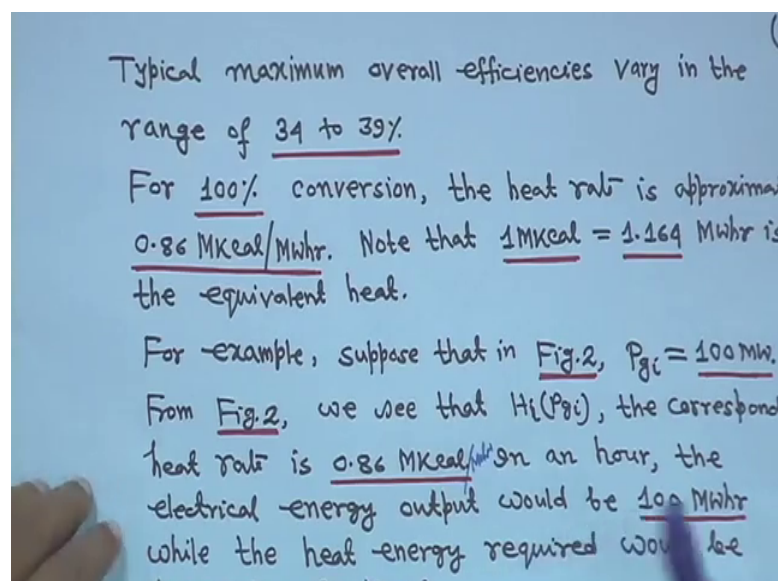 Typical maximum overall efficiencies vary in the
range of 34 to 39%
For 100% conversion, the heat rate is approxima
0.86 MKcal/Mwhr. Note that 1MKcal = 1.164 Mwhr is
the equivalent heat.
For example, suppose that in Fig.2, Pgi = 100 MW.
From Fig.2, we see that Hi(Pgi), the correspond
heat rate is 0.86 MKcal/ In an hour, the
electrical energy output would be 100 Mwhr
while the heat energy required would be